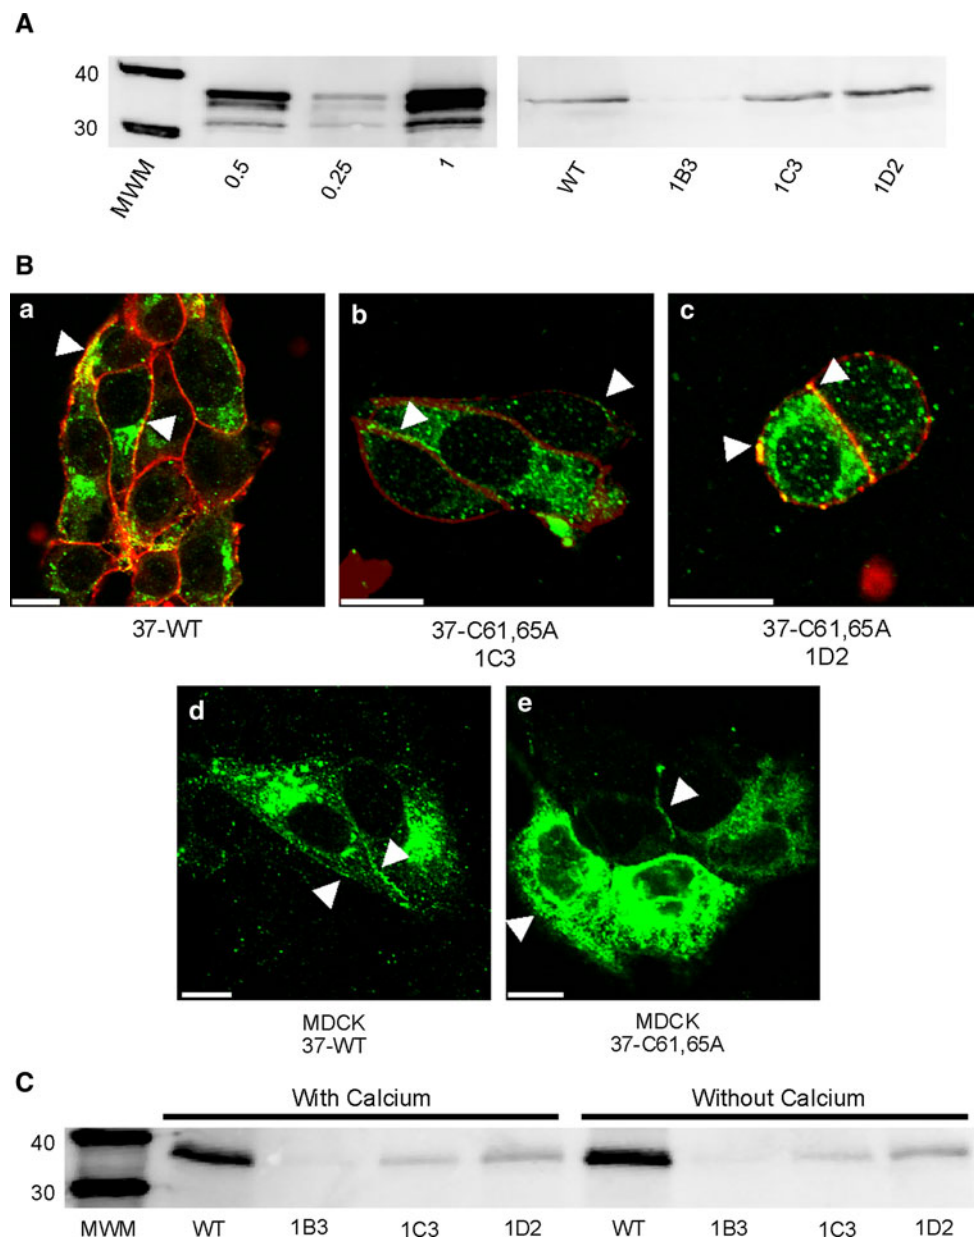 A
40
30
MWM
0.5
0.25
1
WT
1B3
1C3
1D2
B
a
b
c
37-WT
37-C61,65A
1C3
37-C61,65A
1D2
d
e
MDCK
37-WT
MDCK
37-C61,65A
C
With Calcium
Without Calcium
40
30
MWM
WT
1B3
1C3
1D2
WT
1B3
1C3
1D2